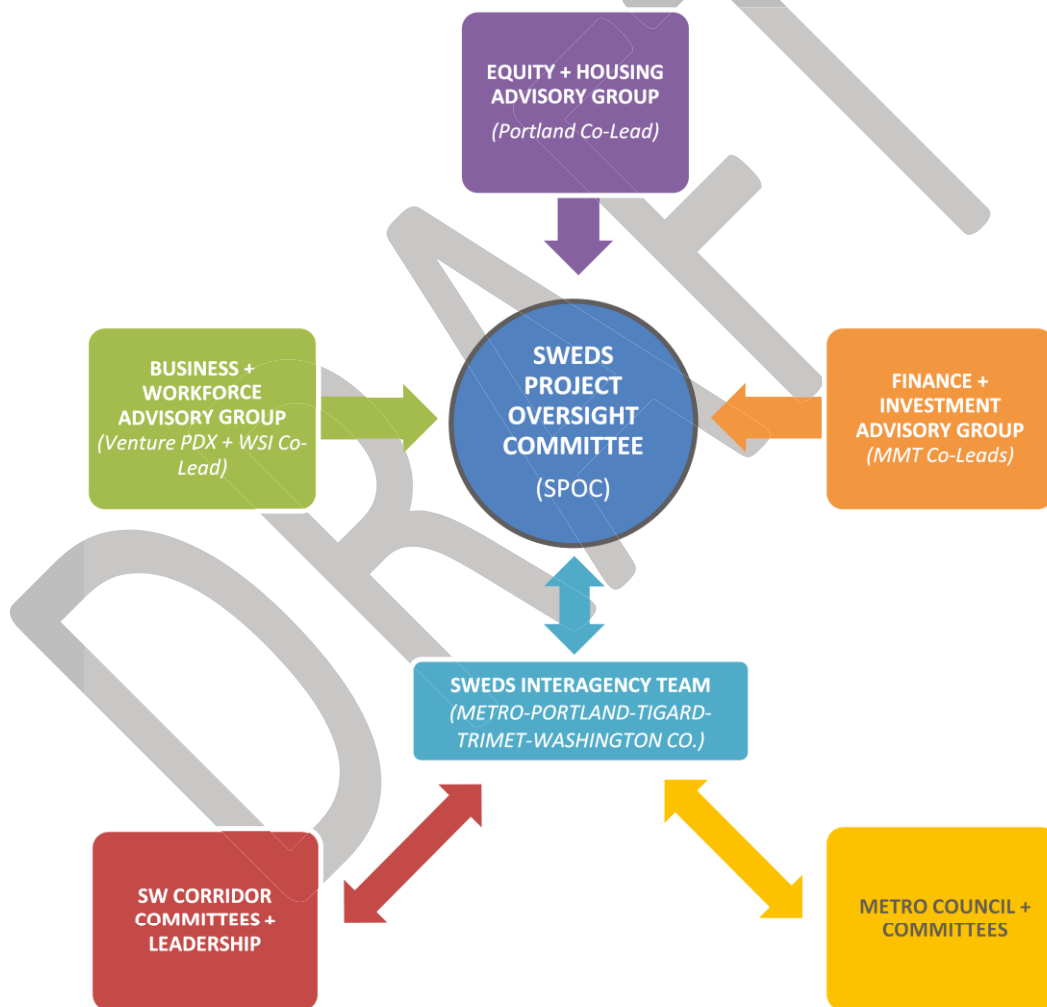 EQUITY + HOUSING
ADVISORY GROUP
(Portland Co-Lead)
BUSINESS +
WORKFORCE
ADVISORY GROUP
(Venture PDX + WSI Co-
Lead)
SWEDS
PROJECT
OVERSIGHT
COMMITTEE
(SPOC)
FINANCE +
INVESTMENT
ADVISORY GROUP
(MMT Co-Leads)
SWEDS INTERAGENCY TEAM
(METRO-PORTLAND-TIGARD-
TRIMET-WASHINGTON CO.)
SW CORRIDOR
COMMITTEES +
LEADERSHIP
METRO COUNCIL +
COMMITTEES
DRAFT